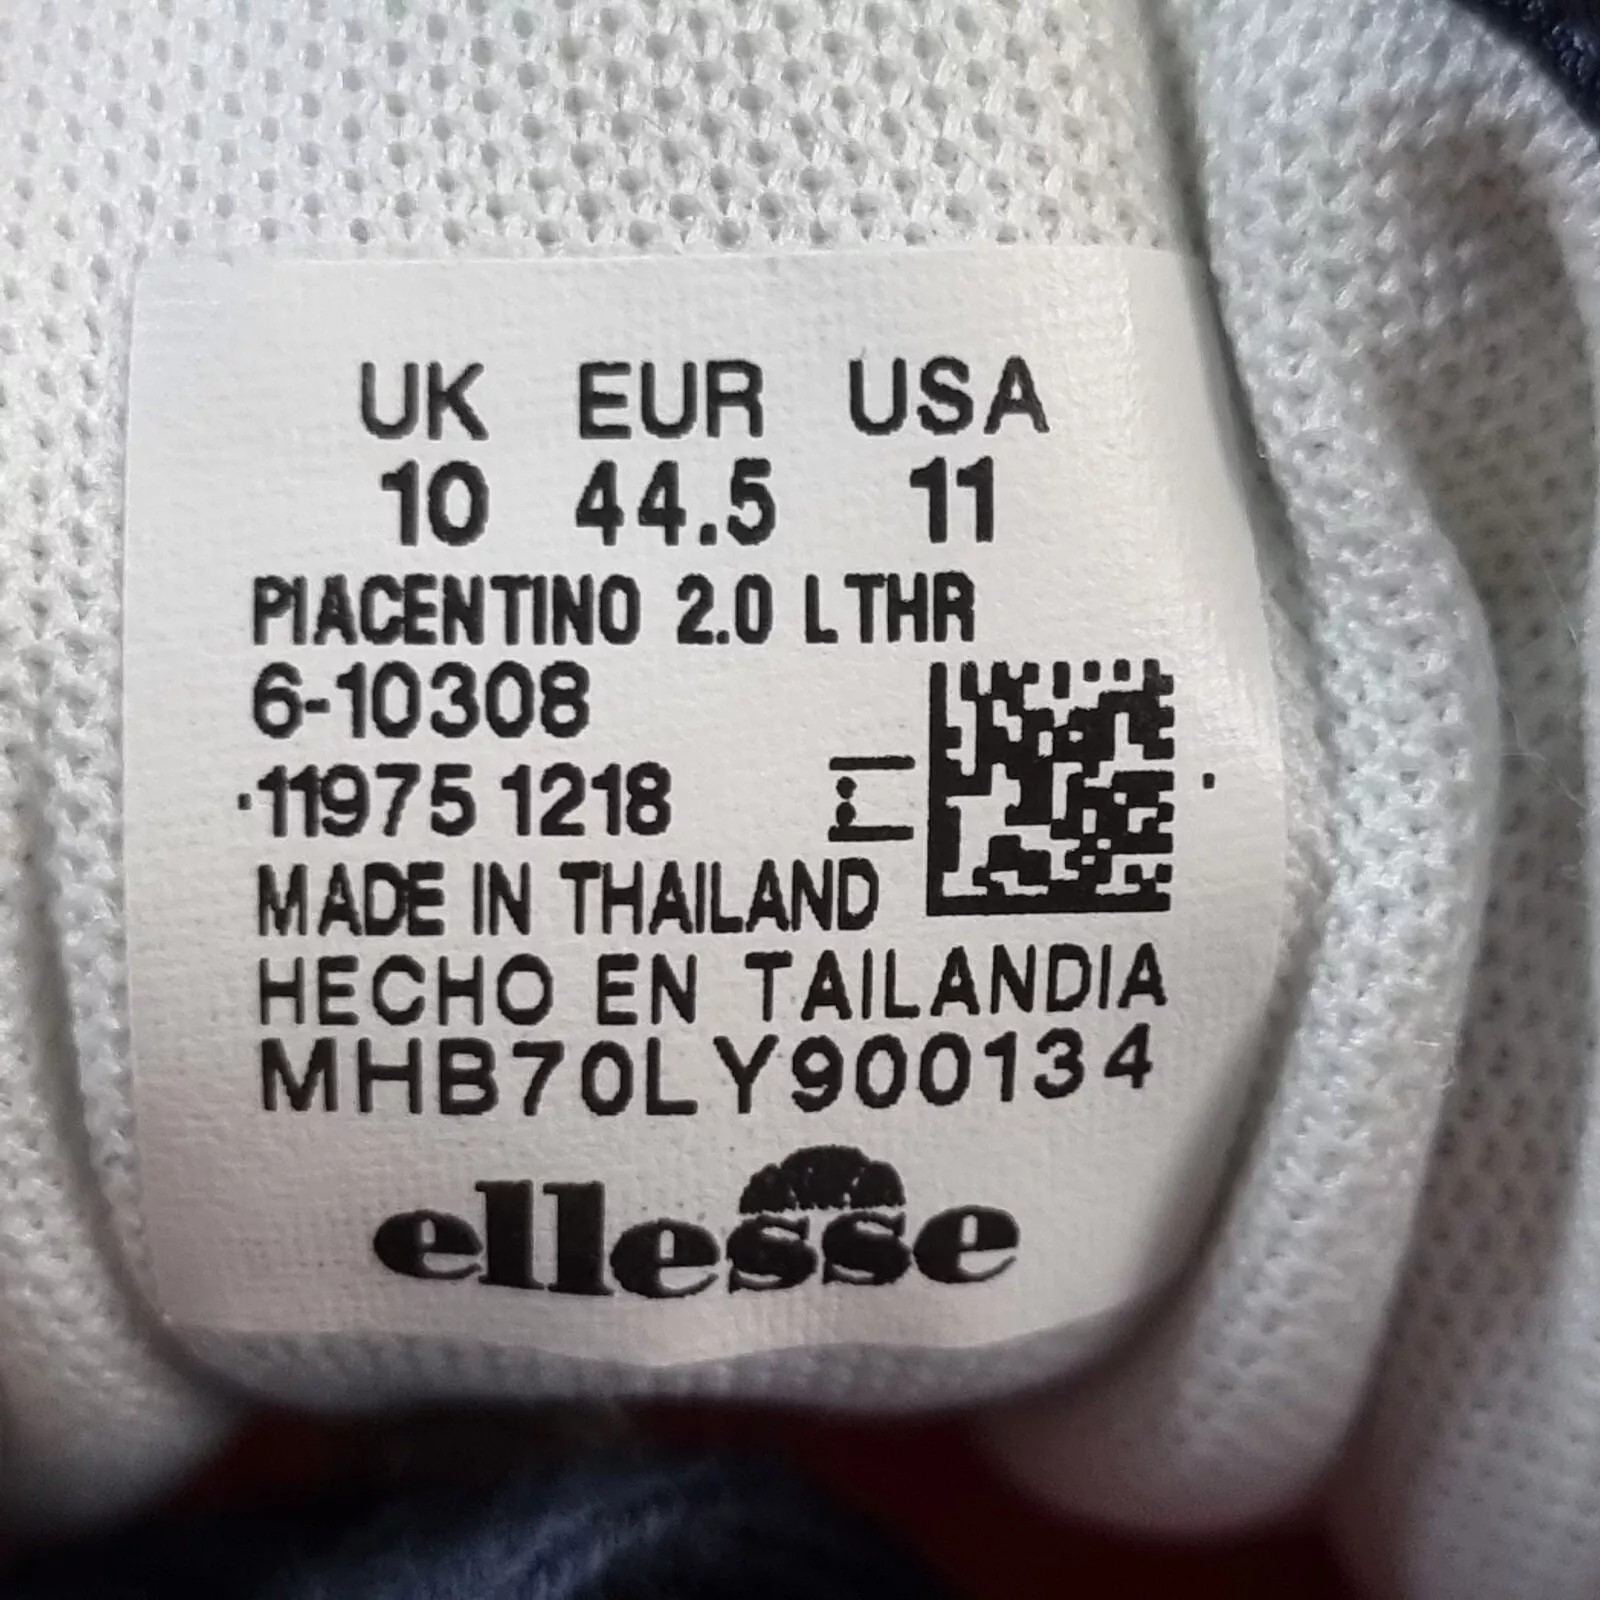 UK EUR USA
10 44.5 11
PIACENTINO 2.0 LTHR
6-10308
11975 1218
MADE IN THAILAND
HECHO EN TAILANDIA
MHB70LY900134
ellesse